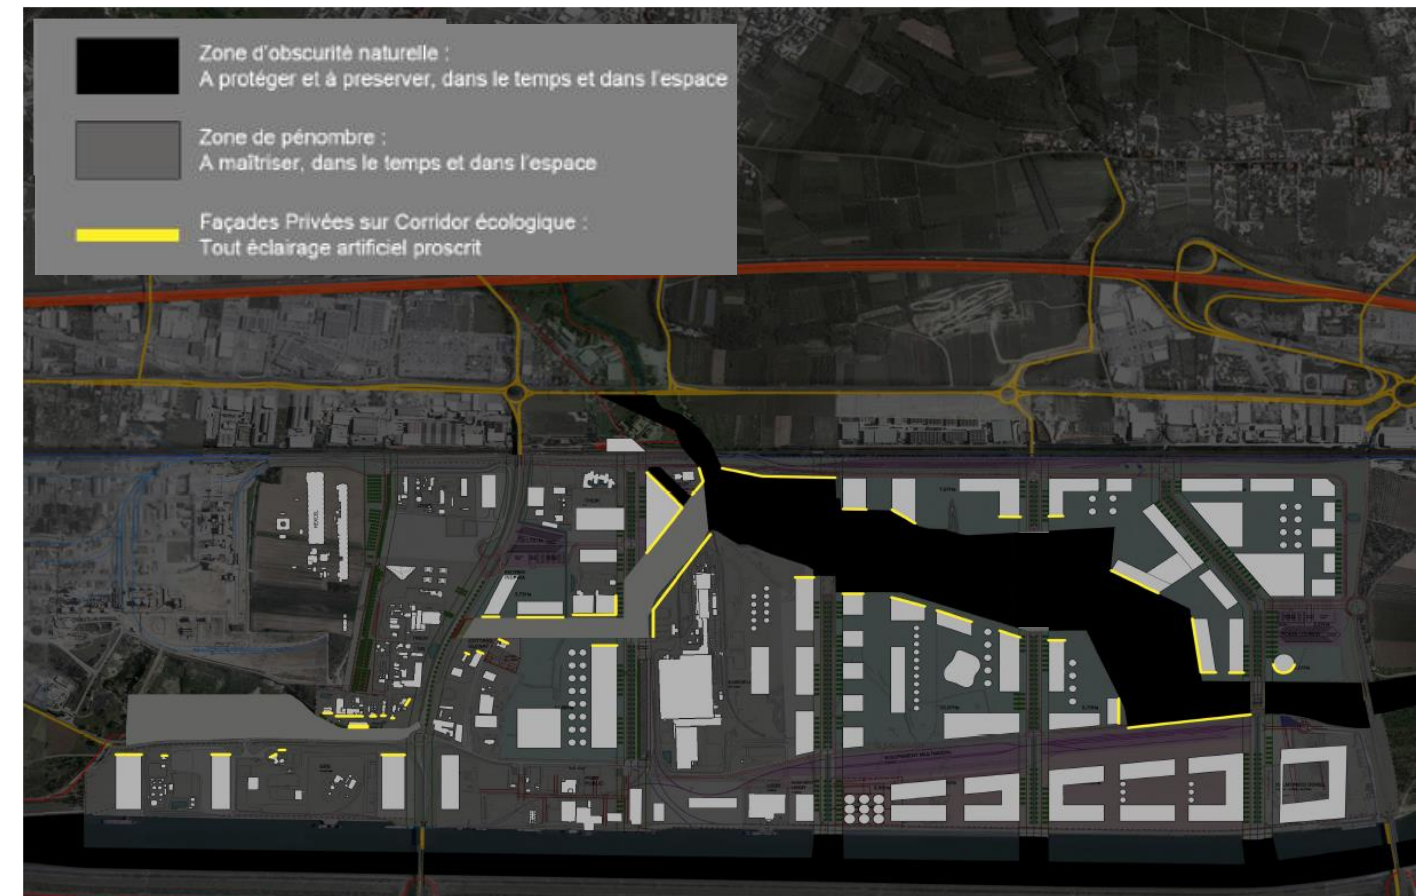 Zone d'obscurité naturelle :
A protéger et à preserver, dans le temps et dans l'espace
Zone de pénombre :
A maîtriser, dans le temps et dans l'espace
Façades Privées sur Corridor écologique :
Tout éclairage artificiel proscrit